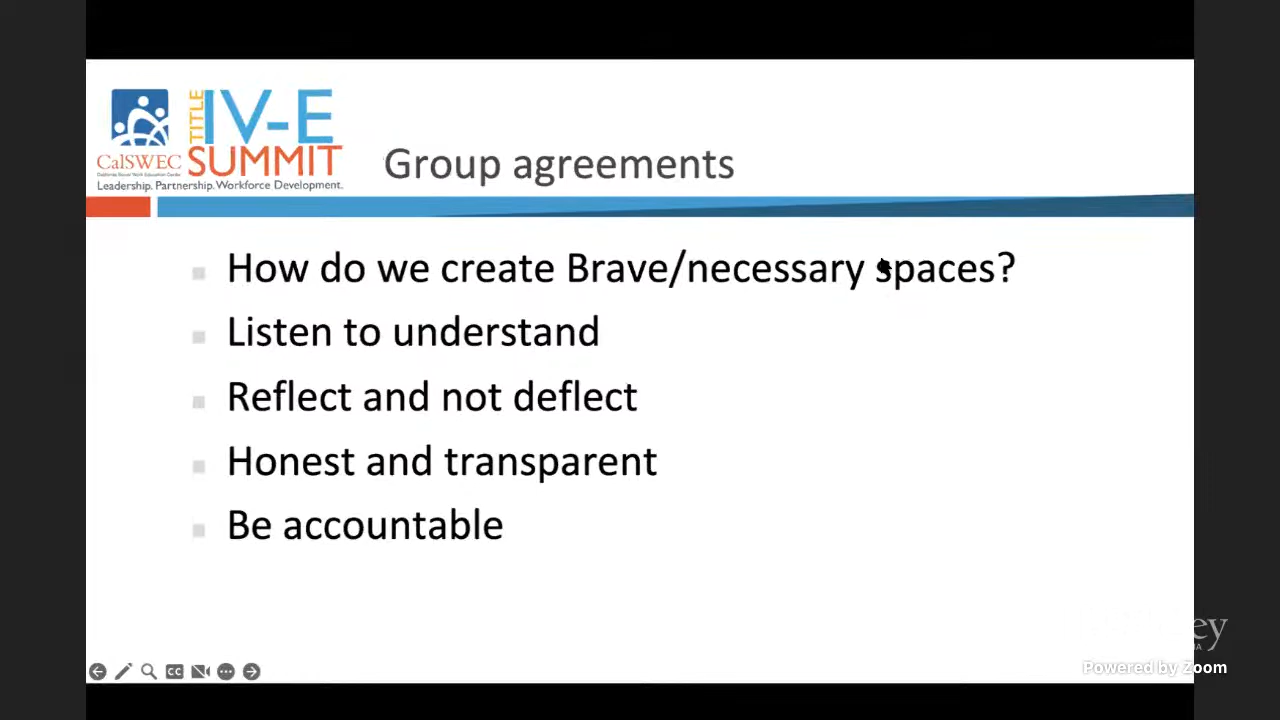 TITLE IV-E
SUMMIT
CalSWEC
Leadership. Partnership. Workforce Development.
Group agreements
How do we create Brave/necessary spaces?
Listen to understand
Reflect and not deflect
Honest and transparent
Be accountable
CC
Powered by Zoom